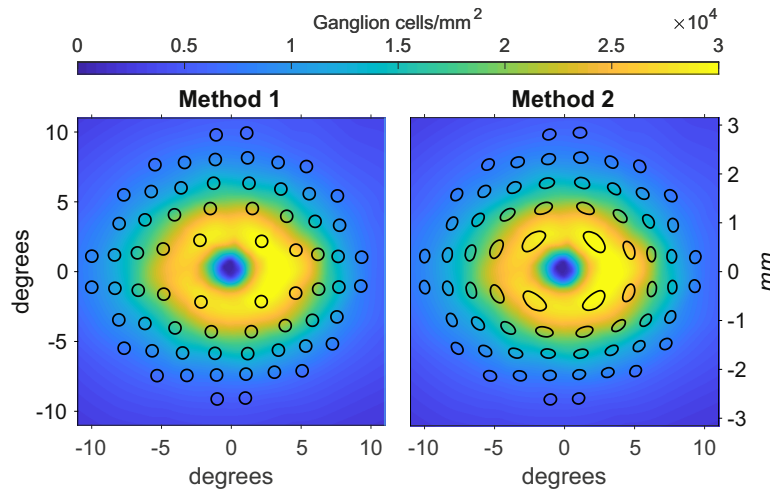 Ganglion cells/mm²
×10⁴
0 0.5 1 1.5 2 2.5 3
Method 1 Method 2
10 5 0 -5 -10
degrees
-10 -5 0 5 10
degrees
-10 -5 0 5 10
degrees
3 2 1 0 -1 -2 -3
mm